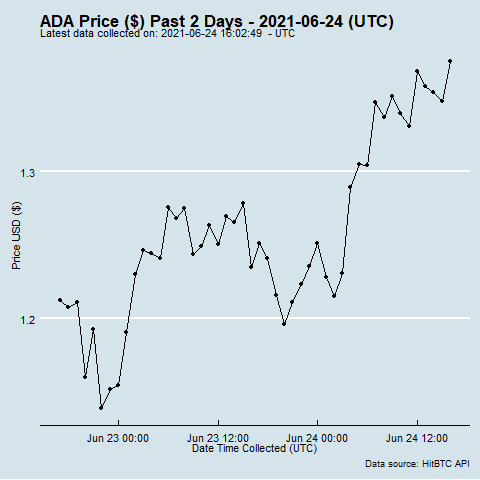 ADA Price ($) Past 2 Days - 2021-06-24 (UTC)
Latest data collected on: 2021-06-24 16:02:49 - UTC
1.3
1.2
Price USD ($)
Jun 23 00:00 Jun 23 12:00 Jun 24 00:00 Jun 24 12:00
Date Time Collected (UTC)
Data source: HitBTC API